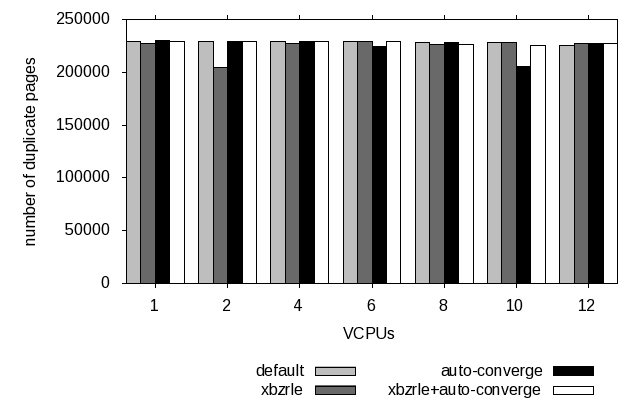 250000
200000
150000
100000
50000
0
number of duplicate pages
1 2 4 6 8 10 12
VCPUs
default auto-converge
xbzrle xbzrle+auto-converge